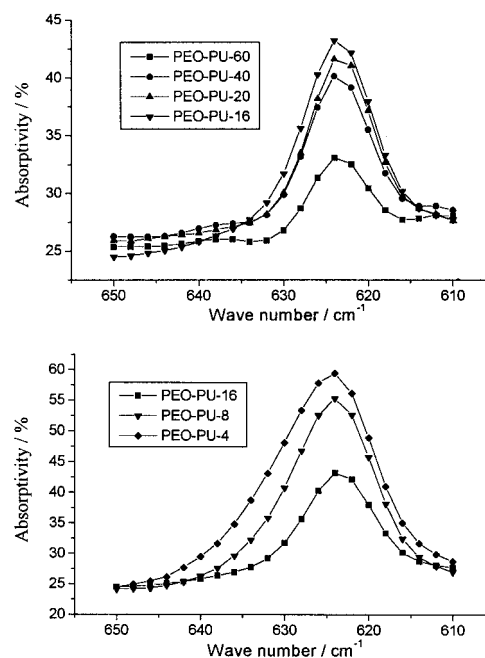 45
40
35
30
25
Absorptivity / %
PEO-PU-60
PEO-PU-40
PEO-PU-20
PEO-PU-16
650
640
630
620
610
Wave number / cm⁻¹
60
55
50
45
40
35
30
25
20
Absorptivity / %
PEO-PU-16
PEO-PU-8
PEO-PU-4
650
640
630
620
610
Wave number / cm⁻¹